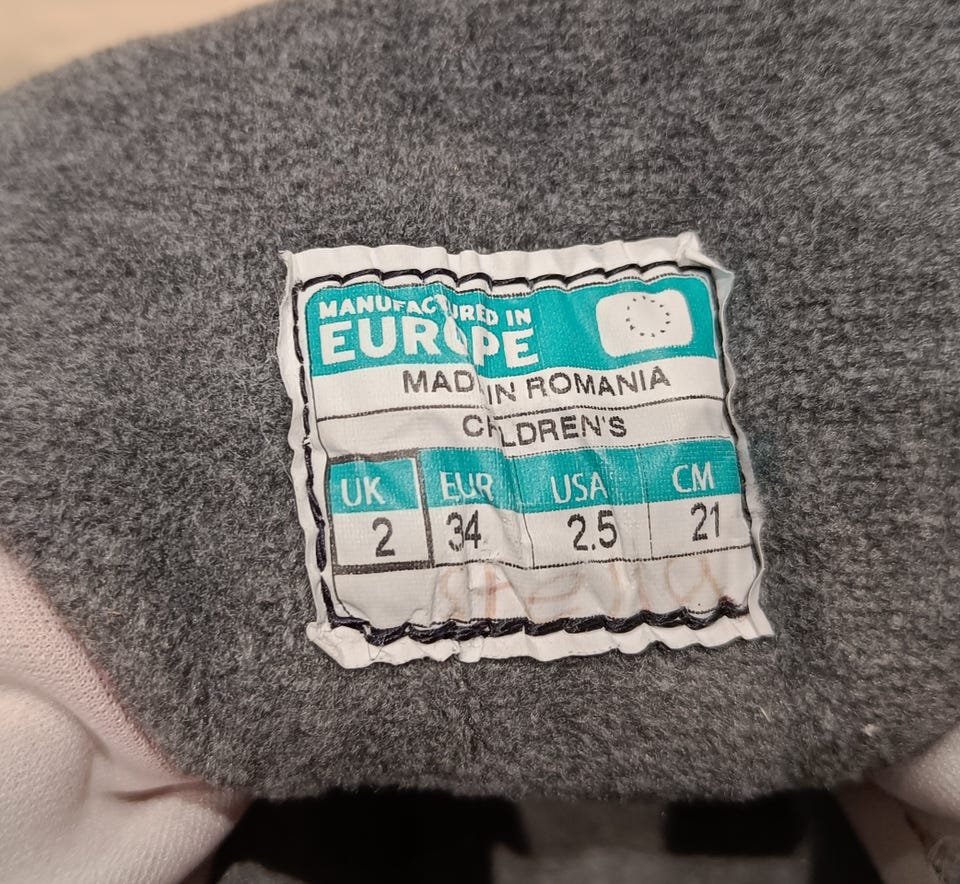 MANUFACTURED IN
EUROPE
MADE IN ROMANIA
CHILDREN'S
UK EUR USA CM
2 34 2.5 21